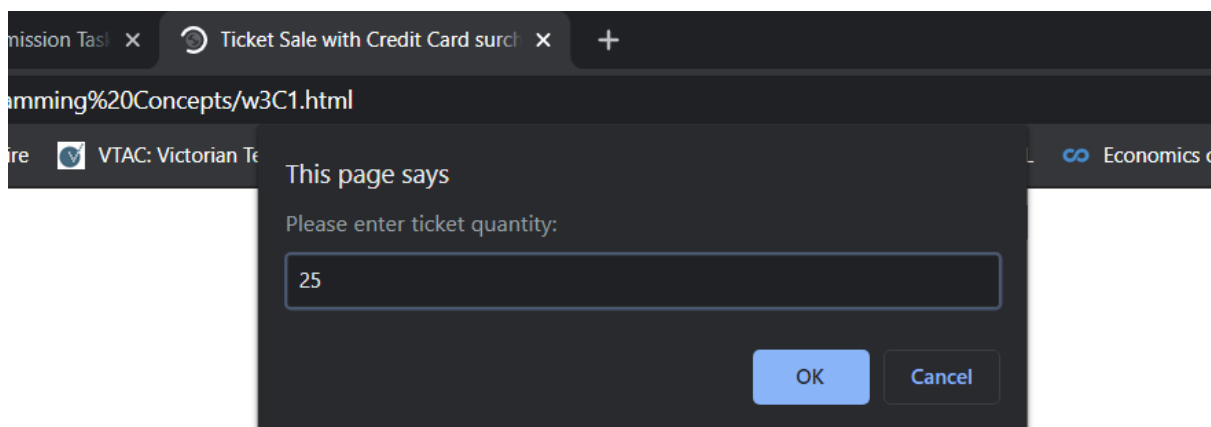 mission Task
Ticket Sale with Credit Card surch
amming%20Concepts/w3C1.html
ire VTAC: Victorian Te
Economics o
This page says
Please enter ticket quantity:
25
OK Cancel